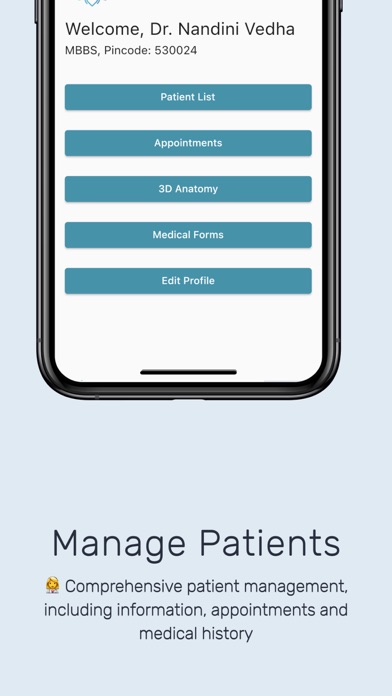 Welcome, Dr. Nandini Vedha
MBBS, Pincode: 530024
Patient List
Appointments
3D Anatomy
Medical Forms
Edit Profile
Manage Patients
👩‍⚕️ Comprehensive patient management,
including information, appointments and
medical history